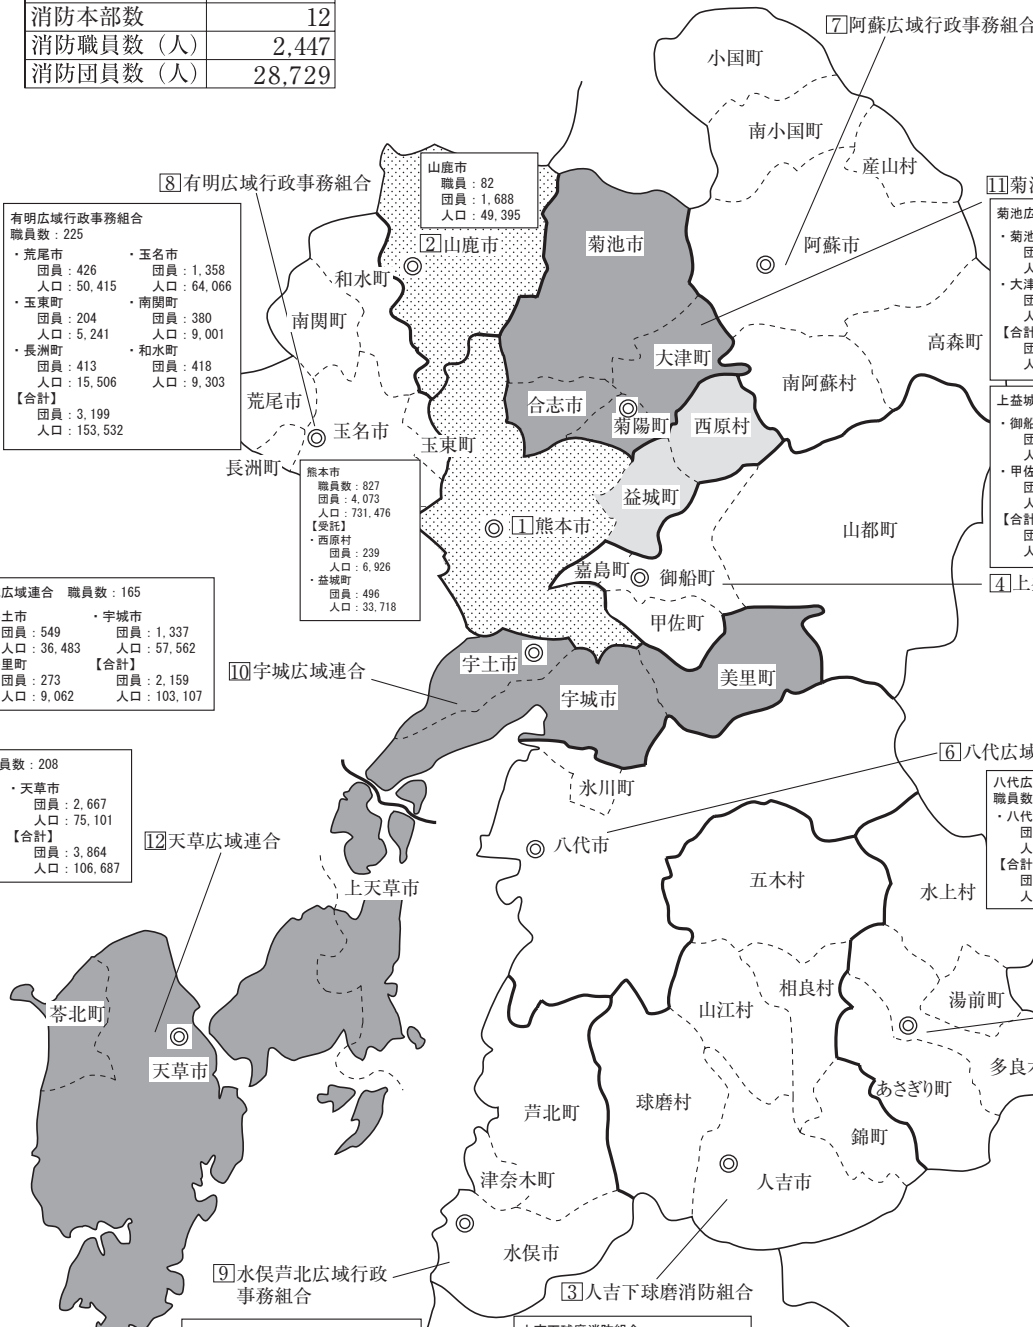 消防本部数 12
消防職員数（人） 2,447
消防団員数（人） 28,729
7 阿蘇広域行政事務組合
小国町
南小国町
産山村
8 有明広域行政事務組合
山鹿市
職員：82
団員：1,688
人口：49,395
2 山鹿市
菊池市
阿蘇市
11
有明広域行政事務組合
職員数：225
・荒尾市
団員：426
人口：50,415
・玉名市
団員：1,358
人口：64,066
・玉東町
団員：204
人口：5,241
・南関町
団員：380
人口：9,001
・長洲町
団員：413
人口：15,506
・和水町
団員：418
人口：9,303
【合計】
団員：3,199
人口：153,532
和水町
南関町
荒尾市
玉名市
玉東町
長洲町
大津町
合志市
菊陽町
西原村
高森町
南阿蘇村
益城町
山都町
熊本市
職員数：827
団員：4,073
人口：731,476
【受託】
・西原村
団員：239
人口：6,926
・益城町
団員：496
人口：33,718
1 熊本市
嘉島町
御船町
甲佐町
4 上
広域連合 職員数：165
土市
団員：549
人口：36,483
・宇城市
団員：1,337
人口：57,562
里町
団員：273
人口：9,062
【合計】
団員：2,159
人口：103,107
10 宇城広域連合
宇土市
宇城市
美里町
6 八代広域
八代広
職員数
・八代
団
人
【合計
団
人
氷川町
八代市
員数：208
・天草市
団員：2,667
人口：75,101
【合計】
団員：3,864
人口：106,687
12 天草広域連合
上天草市
苓北町
天草市
五木村
水上村
相良村
山江村
湯前町
多良
あさぎり町
球磨村
錦町
人吉市
芦北町
津奈木町
水俣市
9 水俣芦北広域行政
事務組合
3 人吉下球磨消防組合